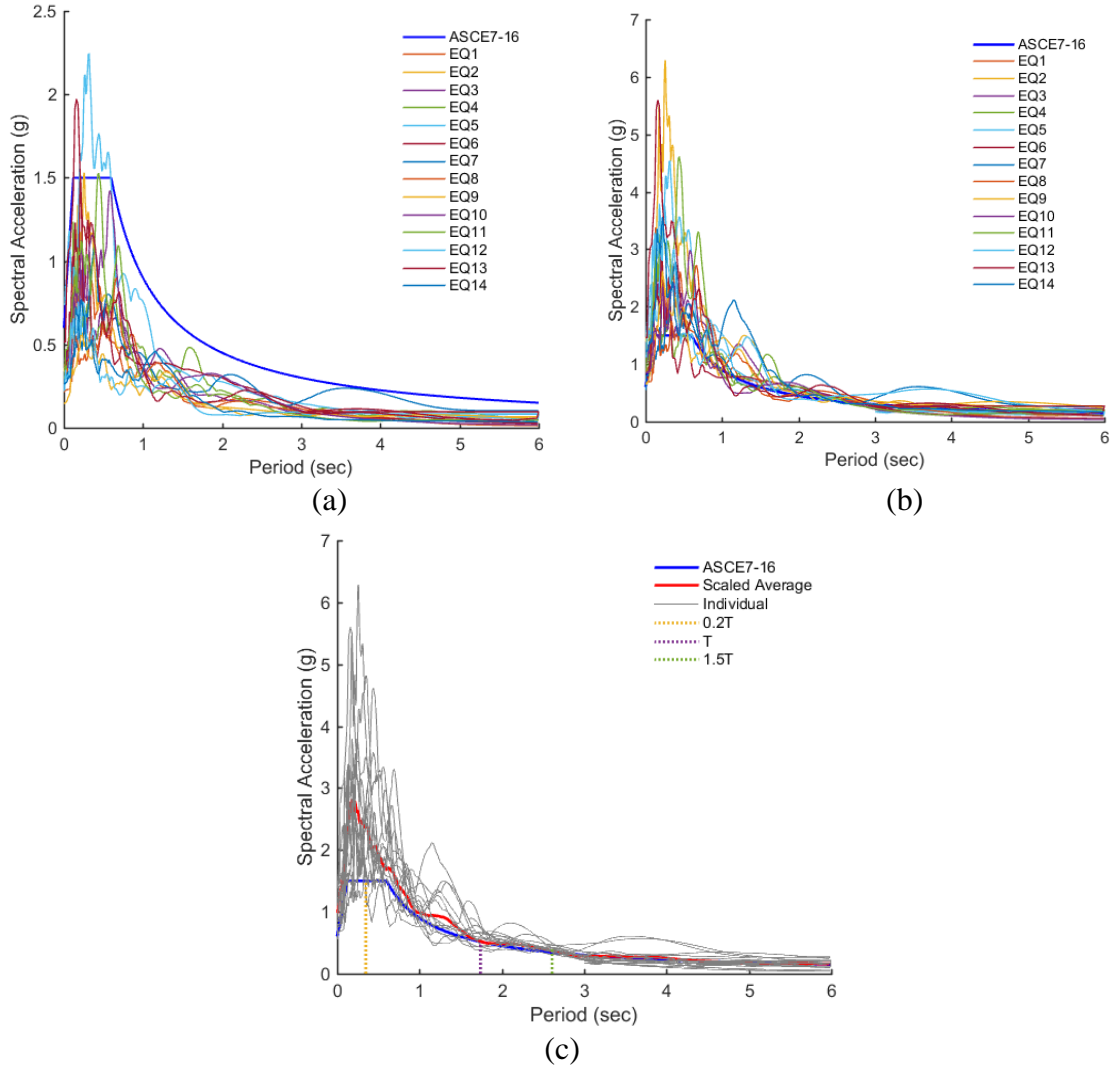 2.5
2
1.5
1
0.5
0
Spectral Acceleration (g)
0 1 2 3 4 5 6
Period (sec)
ASCE7-16
EQ1
EQ2
EQ3
EQ4
EQ5
EQ6
EQ7
EQ8
EQ9
EQ10
EQ11
EQ12
EQ13
EQ14
(a)
7
6
5
4
3
2
1
0
Spectral Acceleration (g)
0 1 2 3 4 5 6
Period (sec)
ASCE7-16
EQ1
EQ2
EQ3
EQ4
EQ5
EQ6
EQ7
EQ8
EQ9
EQ10
EQ11
EQ12
EQ13
EQ14
(b)
7
6
5
4
3
2
1
0
Spectral Acceleration (g)
0 1 2 3 4 5 6
Period (sec)
ASCE7-16
Scaled Average
Individual
0.2T
T
1.5T
(c)